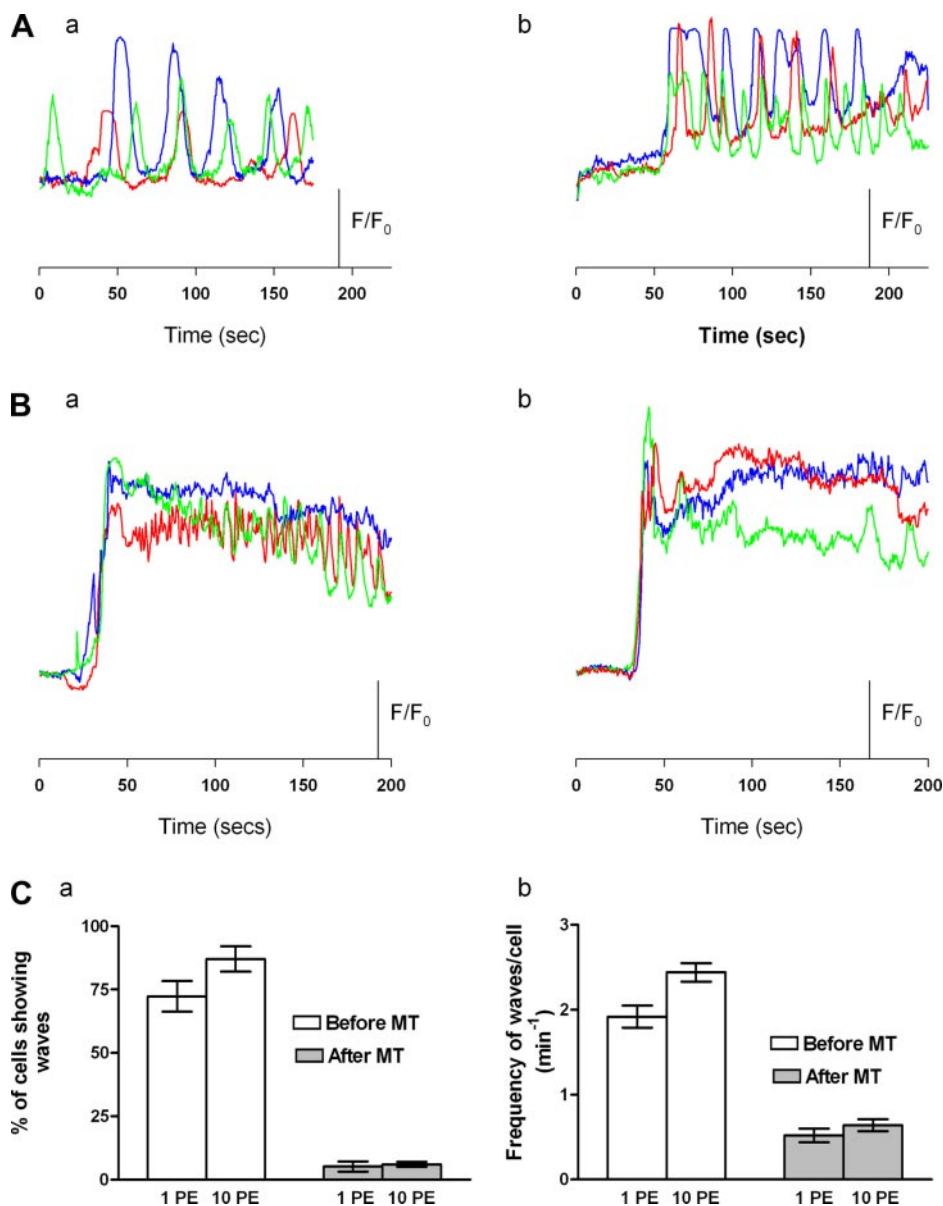 A a b
F/F0 F/F0
0 50 100 150 200 0 50 100 150 200
Time (sec) Time (sec)
B a b
F/F0 F/F0
0 50 100 150 200 0 50 100 150 200
Time (secs) Time (sec)
C a b
% of cells showing waves
100
75
50
25
0
Before MT
After MT
1 PE 10 PE 1 PE 10 PE
Frequency of waves/cell (min-1)
3
2
1
0
Before MT
After MT
1 PE 10 PE 1 PE 10 PE